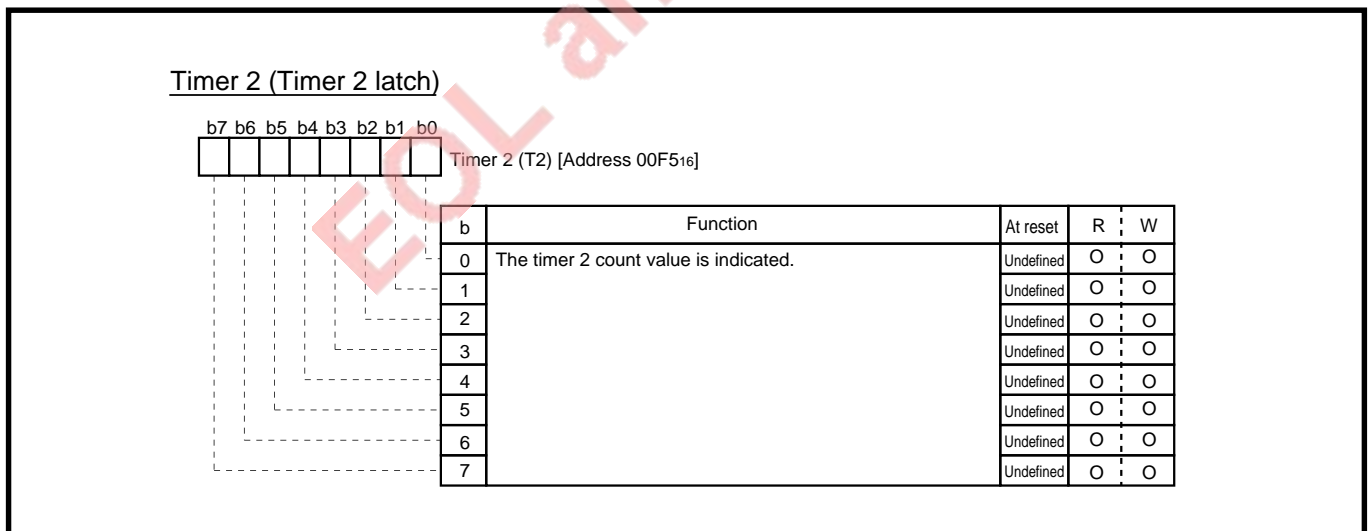 Timer 2 (Timer 2 latch)
b7 b6 b5 b4 b3 b2 b1 b0
Timer 2 (T2) [Address 00F5₁₆]
b Function At reset R W
0 The timer 2 count value is indicated. Undefined O O
1 Undefined O O
2 Undefined O O
3 Undefined O O
4 Undefined O O
5 Undefined O O
6 Undefined O O
7 Undefined O O
EOL